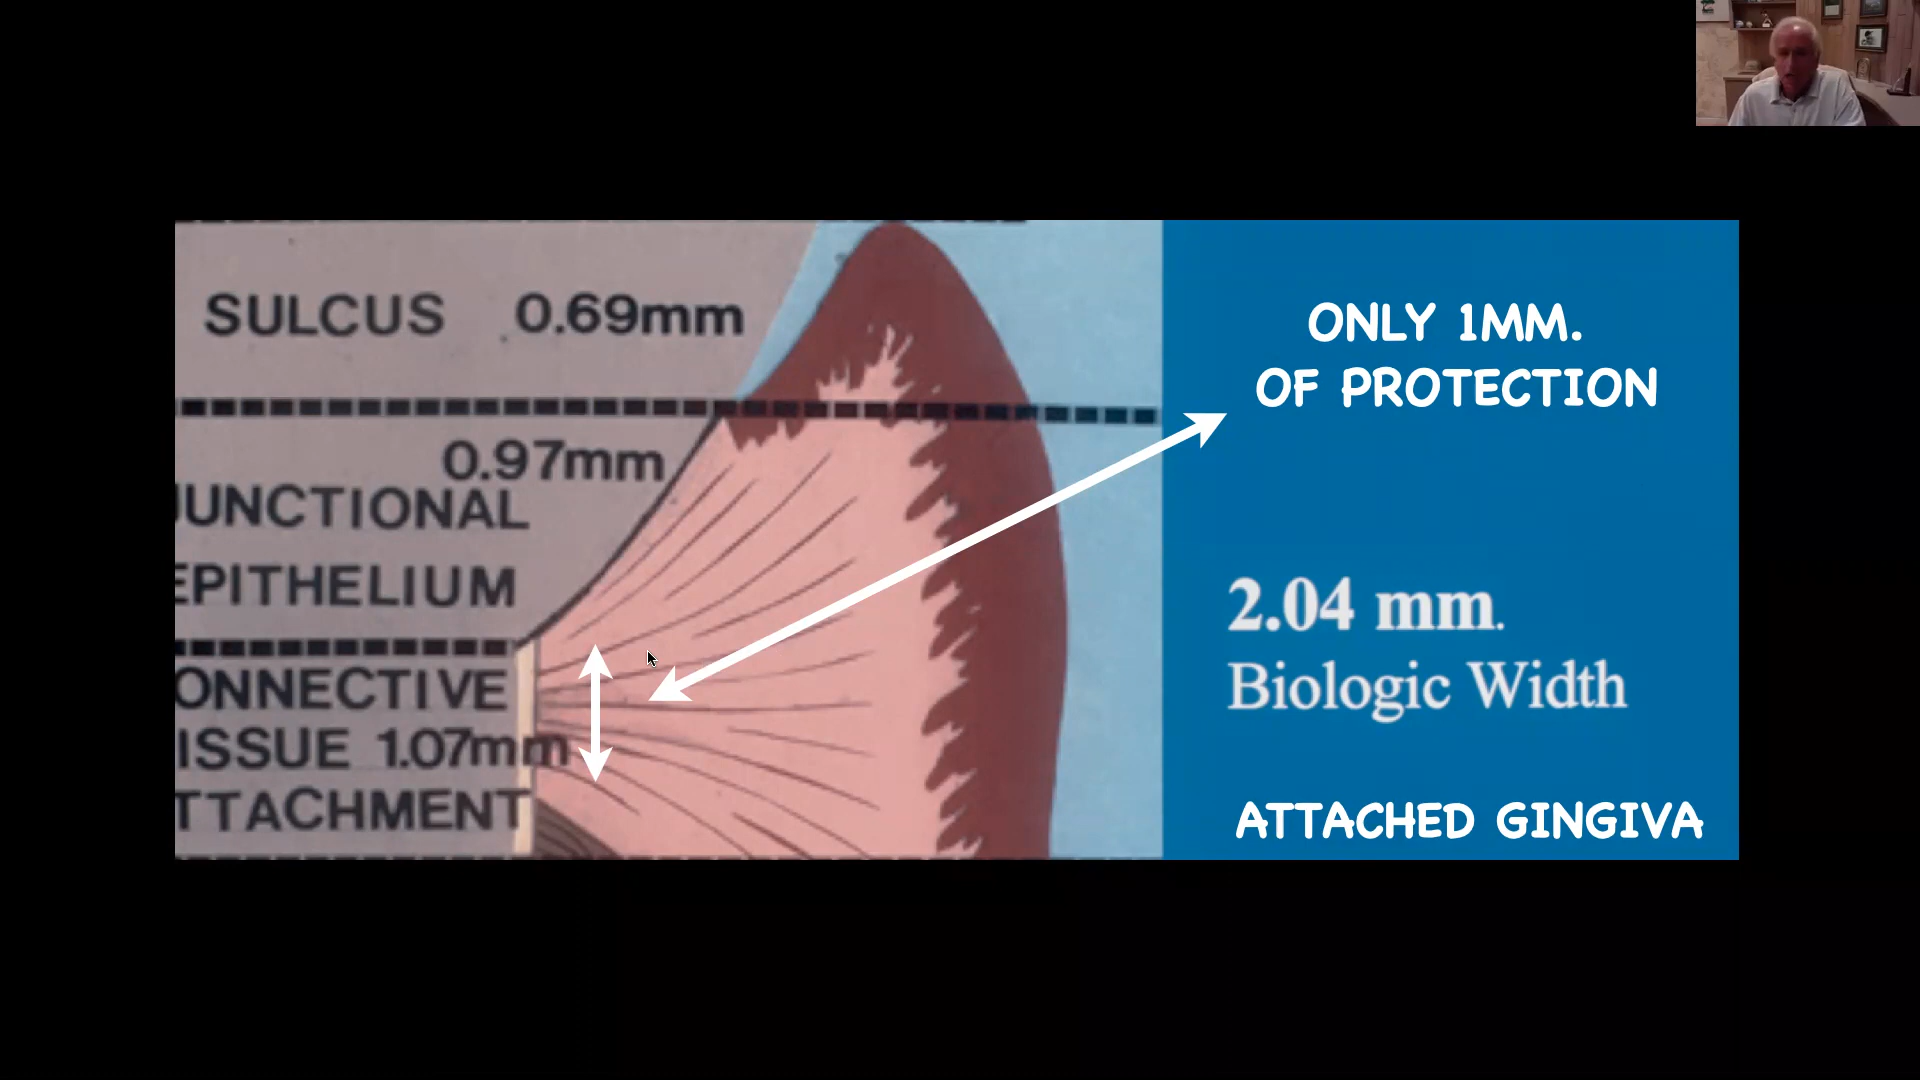 SULCUS 0.69mm
0.97mm
JUNCTIONAL
EPITHELIUM
ONNECTIVE
ISSUE 1.07mm
TTACHMENT
ONLY 1MM.
OF PROTECTION
2.04 mm.
Biologic Width
ATTACHED GINGIVA